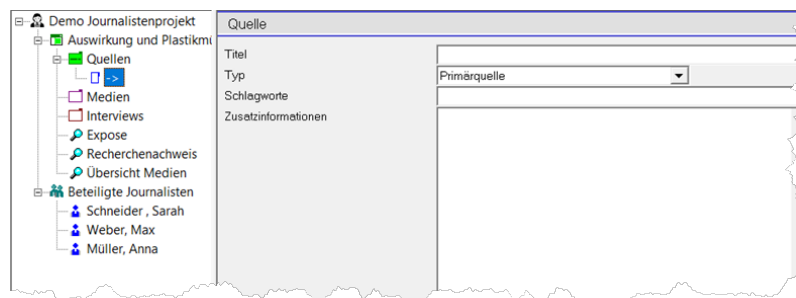 Demo Journalistenprojekt
Auswirkung und Plastikmü
Quellen
->
Medien
Interviews
Expose
Recherchenachweis
Übersicht Medien
Beteiligte Journalisten
Schneider , Sarah
Weber, Max
Müller, Anna
Quelle
Titel
Typ Primärquelle
Schlagworte
Zusatzinformationen